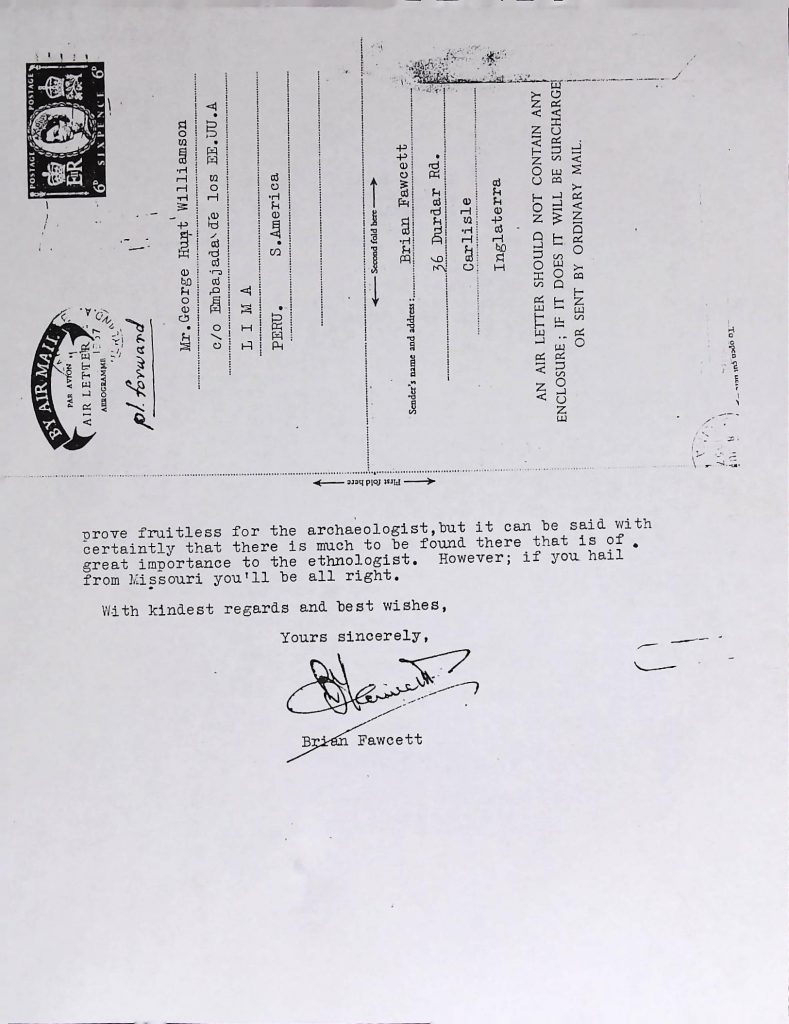 POSTAGE POSTAGE
E R
6D SIXPENCE 6D
BY AIR MAIL
PAR AVION
AIR LETTER
AEROGRAMME
pl. forward
Mr.George Hunt Williamson
c/o Embajada de los EE.UU.A
L I M A
PERU. S.America
Second fold here
Sender's name and address: Brian Fawcett
36 Durdar Rd.
Carlisle
Inglaterra
AN AIR LETTER SHOULD NOT CONTAIN ANY
ENCLOSURE; IF IT DOES IT WILL BE SURCHARGE
OR SENT BY ORDINARY MAIL.
To open
First fold here
prove fruitless for the archaeologist,but it can be said with
certaintly that there is much to be found there that is of .
great importance to the ethnologist. However; if you hail
from Missouri you'll be all right.
With kindest regards and best wishes,
Yours sincerely,
Brian Fawcett